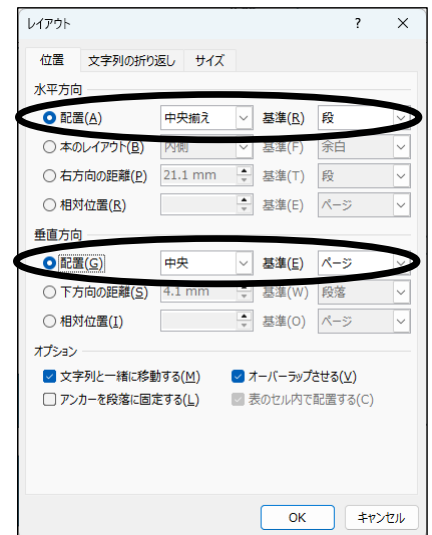 レイアウト ? ×
位置 文字列の折り返し サイズ
水平方向
配置(A) 中央揃え 基準(R) 段
本のレイアウト(B) 内側 基準(F) 余白
右方向の距離(P) 21.1 mm 基準(T) 段
相対位置(R) 基準(E) ページ
垂直方向
配置(G) 中央 基準(E) ページ
下方向の距離(S) 4.1 mm 基準(W) 段落
相対位置(I) 基準(O) ページ
オプション
文字列と一緒に移動する(M) オーバーラップさせる(V)
アンカーを段落に固定する(L) 表のセル内で配置する(C)
OK キャンセル